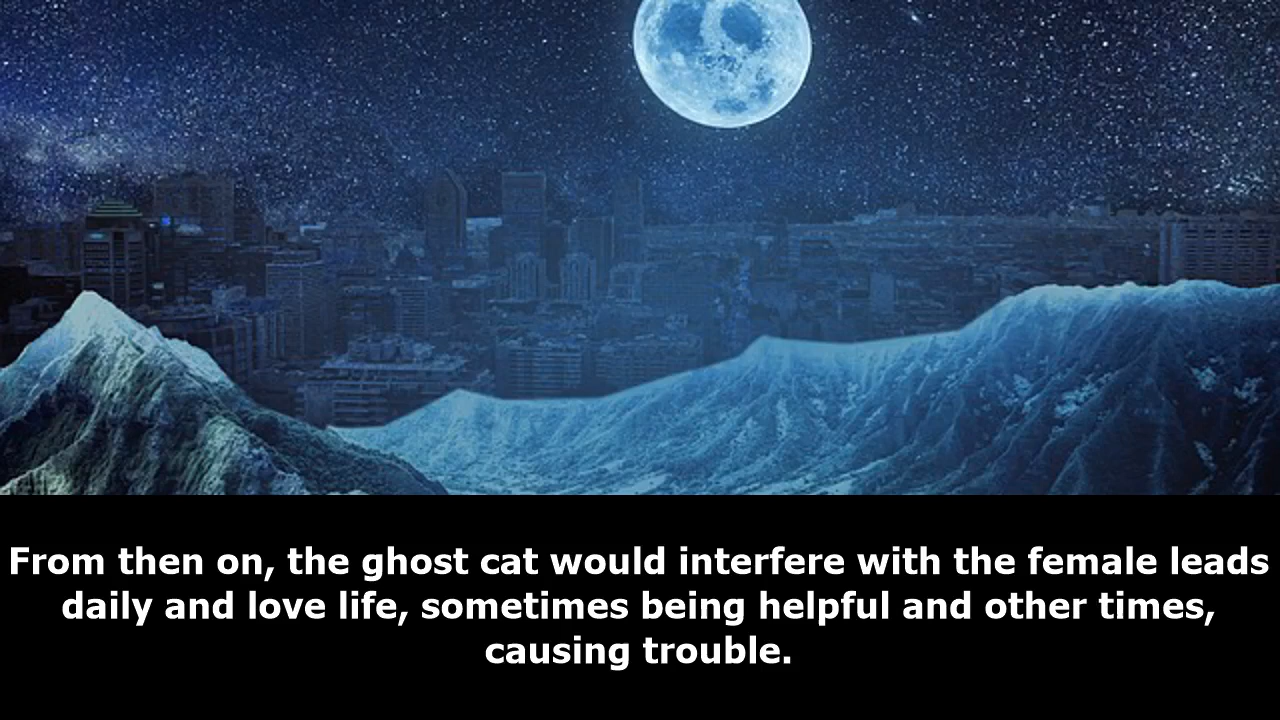 From then on, the ghost cat would interfere with the female leads
daily and love life, sometimes being helpful and other times,
causing trouble.